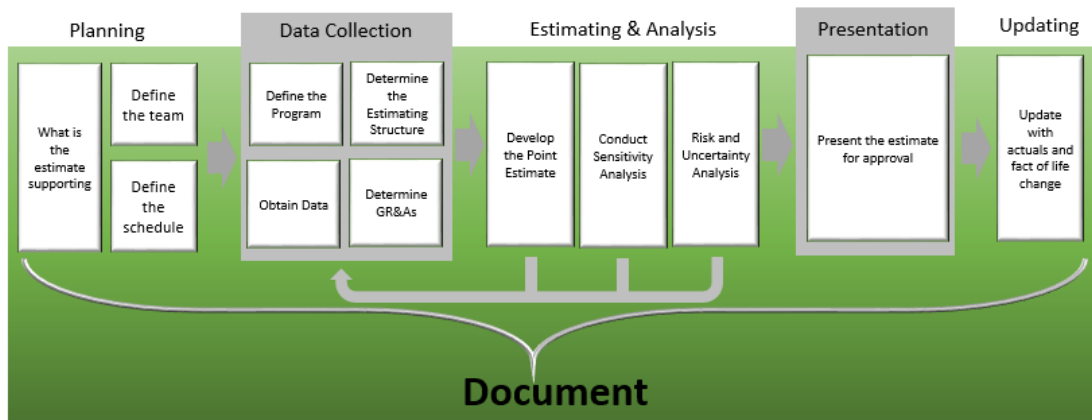 Planning
What is
the
estimate
supporting
Define
the team
Define
the
schedule
Data Collection
Define the
Program
Determine
the
Estimating
Structure
Obtain Data
Determine
GR&As
Estimating & Analysis
Develop
the Point
Estimate
Conduct
Sensitivity
Analysis
Risk and
Uncertainty
Analysis
Presentation
Present the estimate
for approval
Updating
Update
with
actuals and
fact of life
change
Document